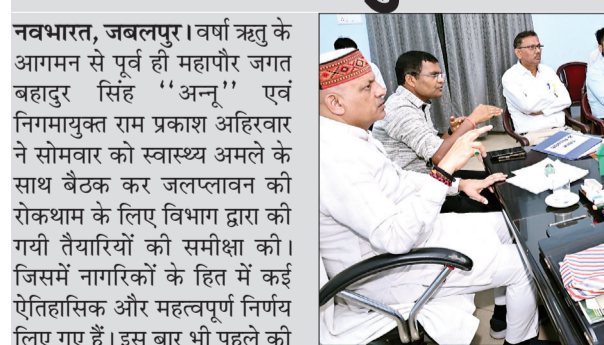 नवभारत, जबलपुर। वर्षा ऋतु के
आगमन से पूर्व ही महापौर जगत
बहादुर सिंह ‘‘अन्नू’’ एवं
निगमायुक्त राम प्रकाश अहिरवार
ने सोमवार को स्वास्थ्य अमले के
साथ बैठक कर जलप्लावन की
रोकथाम के लिए विभाग द्वारा की
गयी तैयारियों की समीक्षा की।
जिसमें नागरिकों के हित में कई
ऐतिहासिक और महत्वपूर्ण निर्णय
लिए गए हैं। इस बार भी पहले की